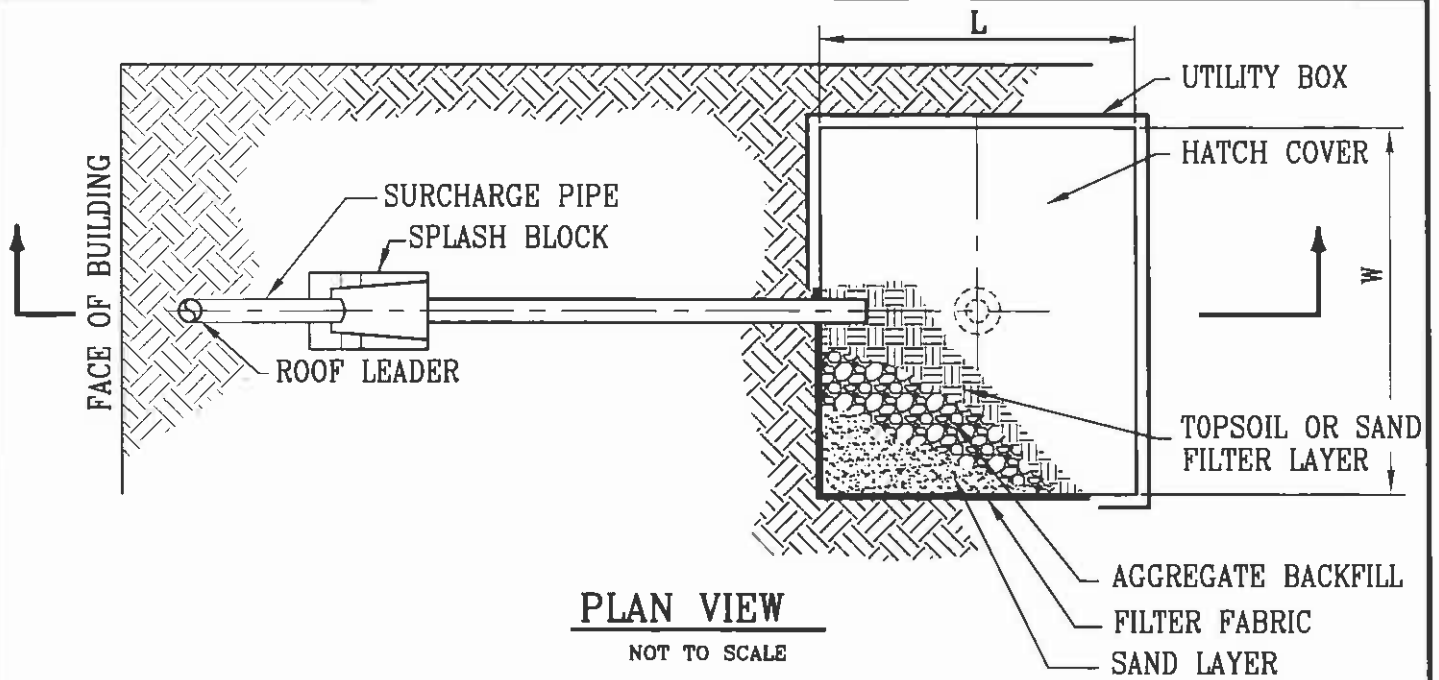 L
UTILITY BOX
HATCH COVER
FACE OF BUILDING
SURCHARGE PIPE
SPLASH BLOCK
W
ROOF LEADER
TOPSOIL OR SAND
FILTER LAYER
AGGREGATE BACKFILL
PLAN VIEW
FILTER FABRIC
NOT TO SCALE
SAND LAYER